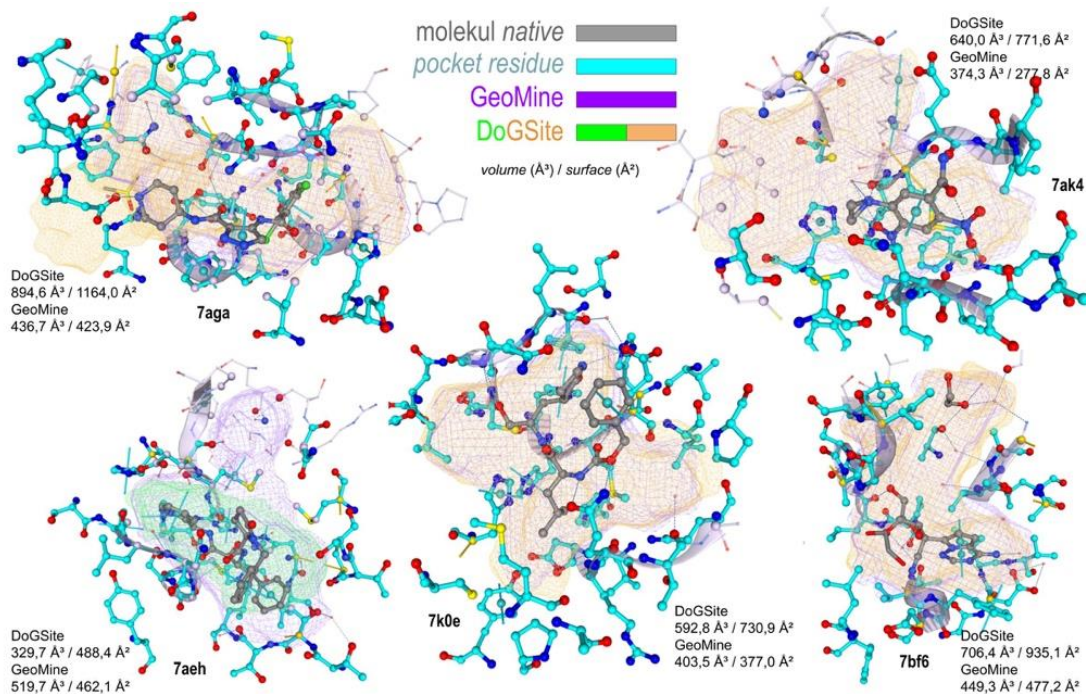 molekul native
pocket residue
GeoMine
DoGSite
volume (Å³) / surface (Å²)
DoGSite
894,6 Å³ / 1164,0 Å²
GeoMine
436,7 Å³ / 423,9 Å²
7aga
DoGSite
640,0 Å³ / 771,6 Å²
GeoMine
374,3 Å³ / 277,8 Å²
7ak4
DoGSite
329,7 Å³ / 488,4 Å²
GeoMine
519,7 Å³ / 462,1 Å²
7aeh
7k0e
DoGSite
592,8 Å³ / 730,9 Å²
GeoMine
403,5 Å³ / 377,0 Å²
7bf6
DoGSite
706,4 Å³ / 935,1 Å²
GeoMine
449,3 Å³ / 477,2 Å²